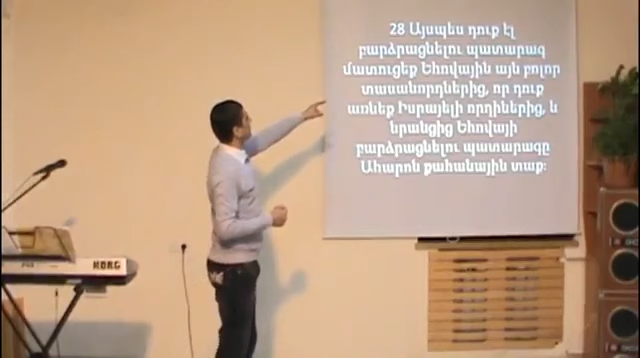 28 Այսպես դուք էլ
բարձրացնելու պատարագ
մատուցեք Եհովային այն բոլոր
տասանորդներից, որ դուք
առնեք Իսրայելի որդիներից, և
նրանցից Եհովայի
բարձրացնելու պատարագը
Ահարոն քահանային տաք։
KORG